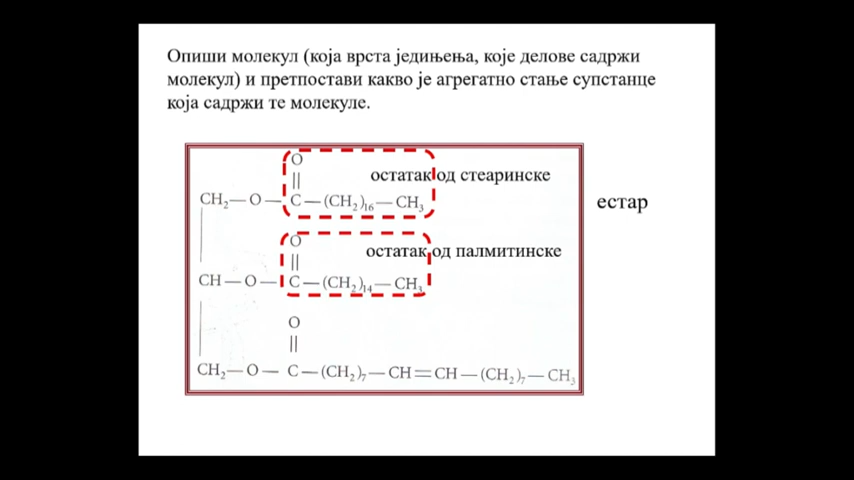 Опиши молекул (која врста једињења, које делове садржи
молекул) и претпостави какво је агрегатно стање супстанце
која садржи те молекуле.
O
остатак од стеаринске
||
CH₂—O—C—(CH₂)₁₆—CH₃
естар
O
остатак од палмитинске
||
CH—O—C—(CH₂)₁₄—CH₃
O
||
CH₂—O—C—(CH₂)₇—CH=CH—(CH₂)₇—CH₃